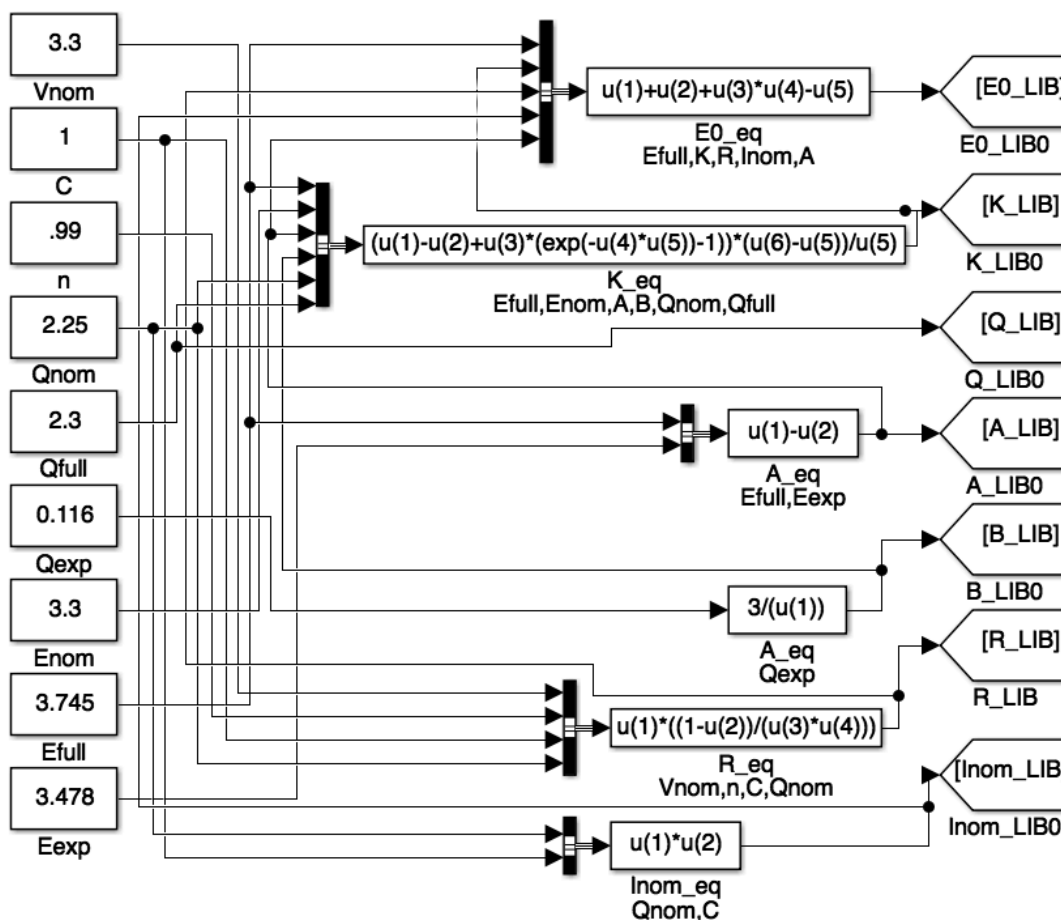 3.3
Vnom
1
C
.99
n
2.25
Qnom
2.3
Qfull
0.116
Qexp
3.3
Enom
3.745
Efull
3.478
Eexp
u(1)+u(2)+u(3)*u(4)-u(5)
E0_eq
Efull,K,R,Inom,A
(u(1)-u(2)+u(3)*(exp(-u(4)*u(5))-1))*(u(6)-u(5))/u(5)
K_eq
Efull,Enom,A,B,Qnom,Qfull
u(1)-u(2)
A_eq
Efull,Eexp
3/(u(1))
A_eq
Qexp
u(1)*((1-u(2))/(u(3)*u(4)))
R_eq
Vnom,n,C,Qnom
u(1)*u(2)
Inom_eq
Qnom,C
[E0_LIB]
E0_LIB0
[K_LIB]
K_LIB0
[Q_LIB]
Q_LIB0
[A_LIB]
A_LIB0
[B_LIB]
B_LIB0
[R_LIB]
R_LIB
[Inom_LIB
Inom_LIB0